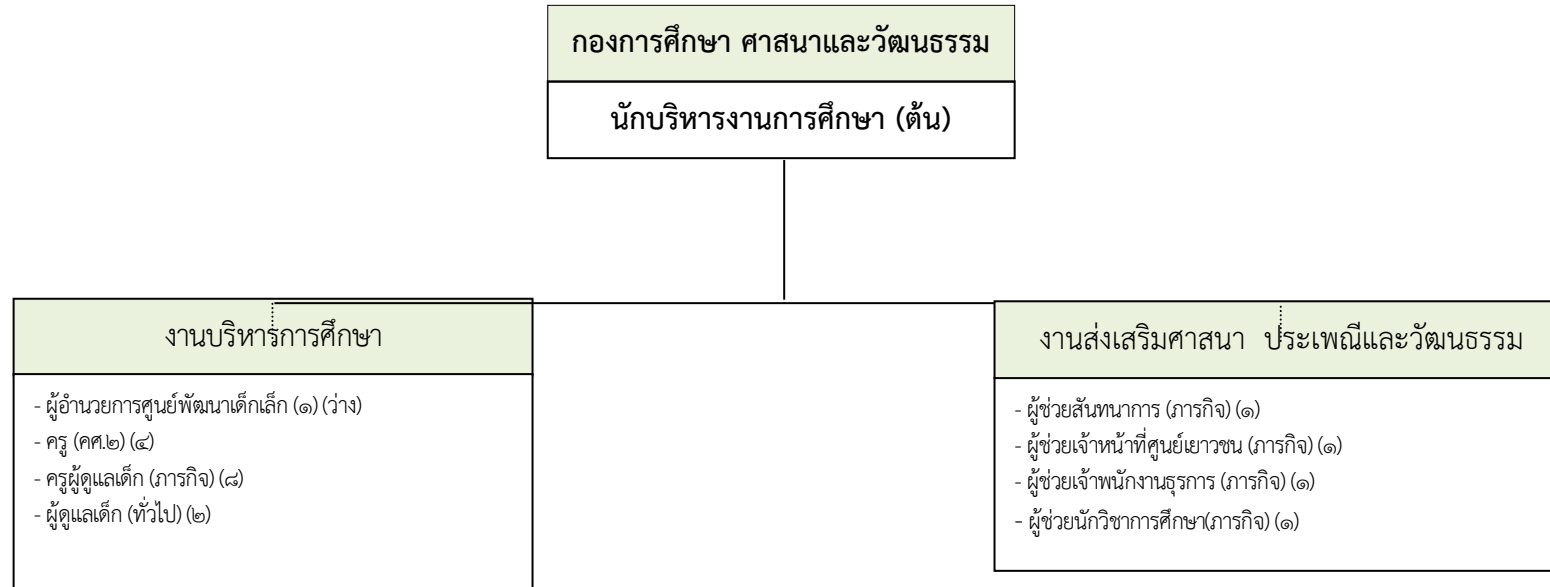 กองการศึกษา ศาสนาและวัฒนธรรม
นักบริหารงานการศึกษา (ต้น)
งานบริหารการศึกษา
- ผู้อำนวยการศูนย์พัฒนาเด็กเล็ก (๑) (ว่าง)
- ครู (คศ.๒) (๔)
- ครูผู้ดูแลเด็ก (ภารกิจ) (๘)
- ผู้ดูแลเด็ก (ทั่วไป) (๒)
งานส่งเสริมศาสนา ประเพณีและวัฒนธรรม
- ผู้ช่วยสันทนาการ (ภารกิจ) (๑)
- ผู้ช่วยเจ้าหน้าที่ศูนย์เยาวชน (ภารกิจ) (๑)
- ผู้ช่วยเจ้าพนักงานธุรการ (ภารกิจ) (๑)
- ผู้ช่วยนักวิชาการศึกษา(ภารกิจ) (๑)